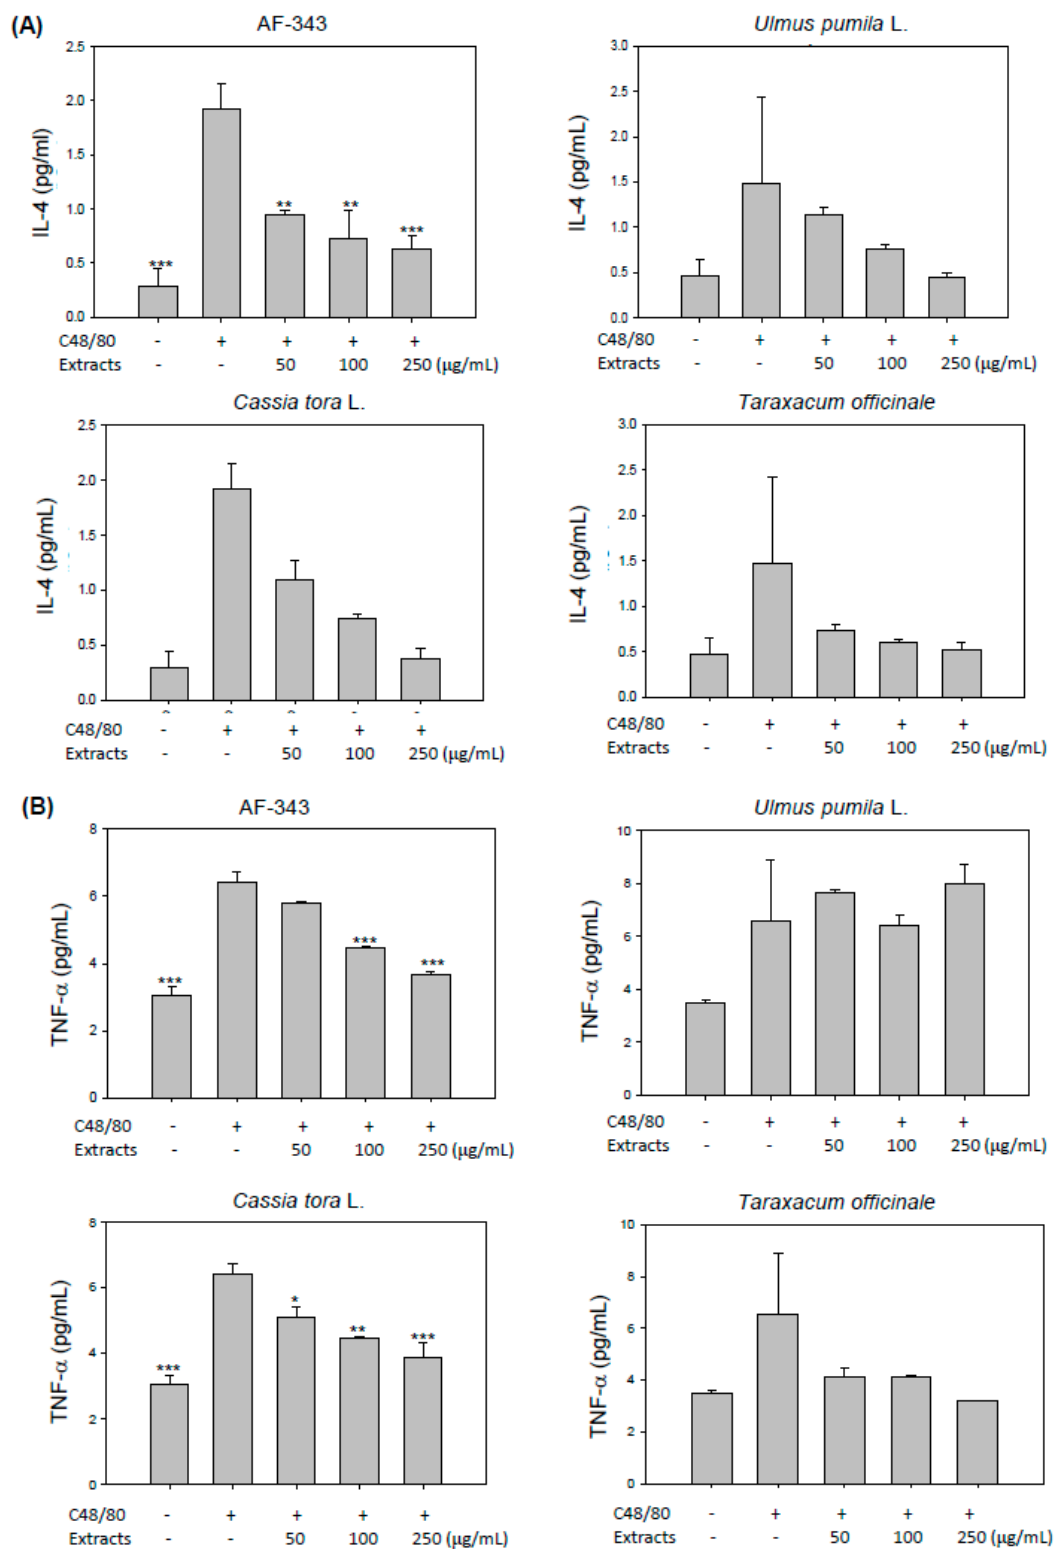 (A)
AF-343
2.5
2.0
1.5
1.0
0.5
0.0
IL-4 (pg/ml)
***
**
**
***
C48/80 - + + + +
Extracts - - 50 100 250 (µg/mL)
Ulmus pumila L.
3.0
2.5
2.0
1.5
1.0
0.5
0.0
IL-4 (pg/mL)
- + + + +
Extracts - - 50 100 250 (µg/mL)
Cassia tora L.
2.5
2.0
1.5
1.0
0.5
0.0
IL-4 (pg/mL)
C48/80 - + + + +
Extracts - - 50 100 250 (µg/mL)
Taraxacum officinale
3.0
2.5
2.0
1.5
1.0
0.5
0.0
IL-4 (pg/mL)
C48/80 - + + + +
Extracts - - 50 100 250 (µg/mL)
(B)
AF-343
8
6
4
2
0
TNF-α (pg/mL)
***
***
***
C48/80 - + + + +
Extracts - - 50 100 250 (µg/mL)
Ulmus pumila L.
10
8
6
4
2
0
TNF-α (pg/mL)
C48/80 - + + + +
Extracts - - 50 100 250 (µg/mL)
Cassia tora L.
8
6
4
2
0
TNF-α (pg/mL)
***
*
**
***
C48/80 - + + + +
Extracts - - 50 100 250 (µg/mL)
Taraxacum officinale
10
8
6
4
2
0
TNF-α (pg/mL)
C48/80 - + + + +
Extracts - - 50 100 250 (µg/mL)